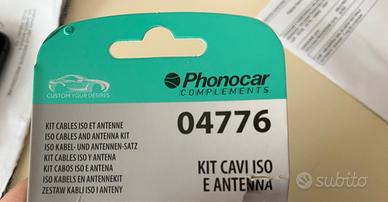 CUSTOM YOUR DESIRES
Phonocar
COMPLEMENTS
04776
KIT CABLES ISO ET ANTENNE
ISO CABLES AND ANTENNA KIT
ISO KABEL- UND ANTENNEN-SATZ
KIT CABLES ISO Y ANTENA
KIT CABOS ISO E ANTENA
ISO KABELS EN ANTENNEKIT
ZESTAW KABLI ISO I ANTENY
KIT CAVI ISO
E ANTENNA
subito